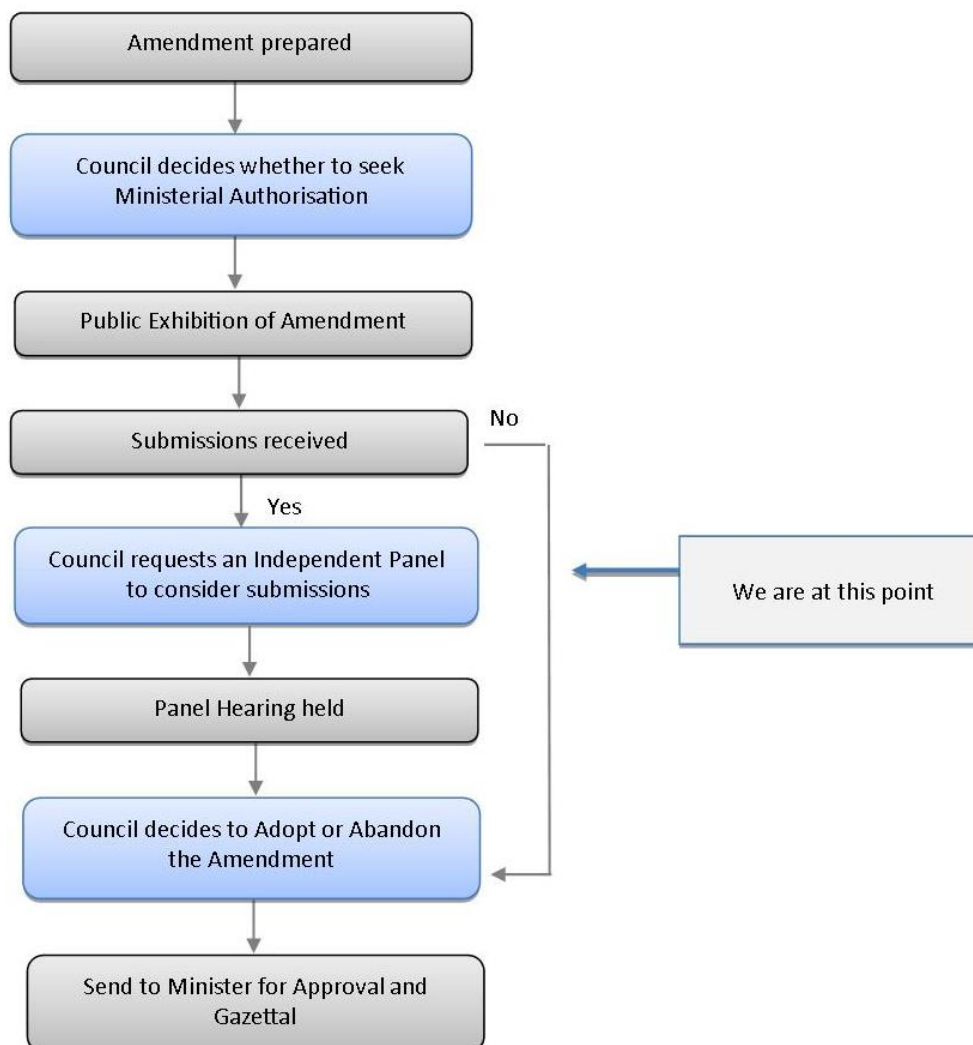 Amendment prepared
Council decides whether to seek
Ministerial Authorisation
Public Exhibition of Amendment
No
Submissions received
Yes
Council requests an Independent Panel
to consider submissions
We are at this point
Panel Hearing held
Council decides to Adopt or Abandon
the Amendment
Send to Minister for Approval and
Gazettal